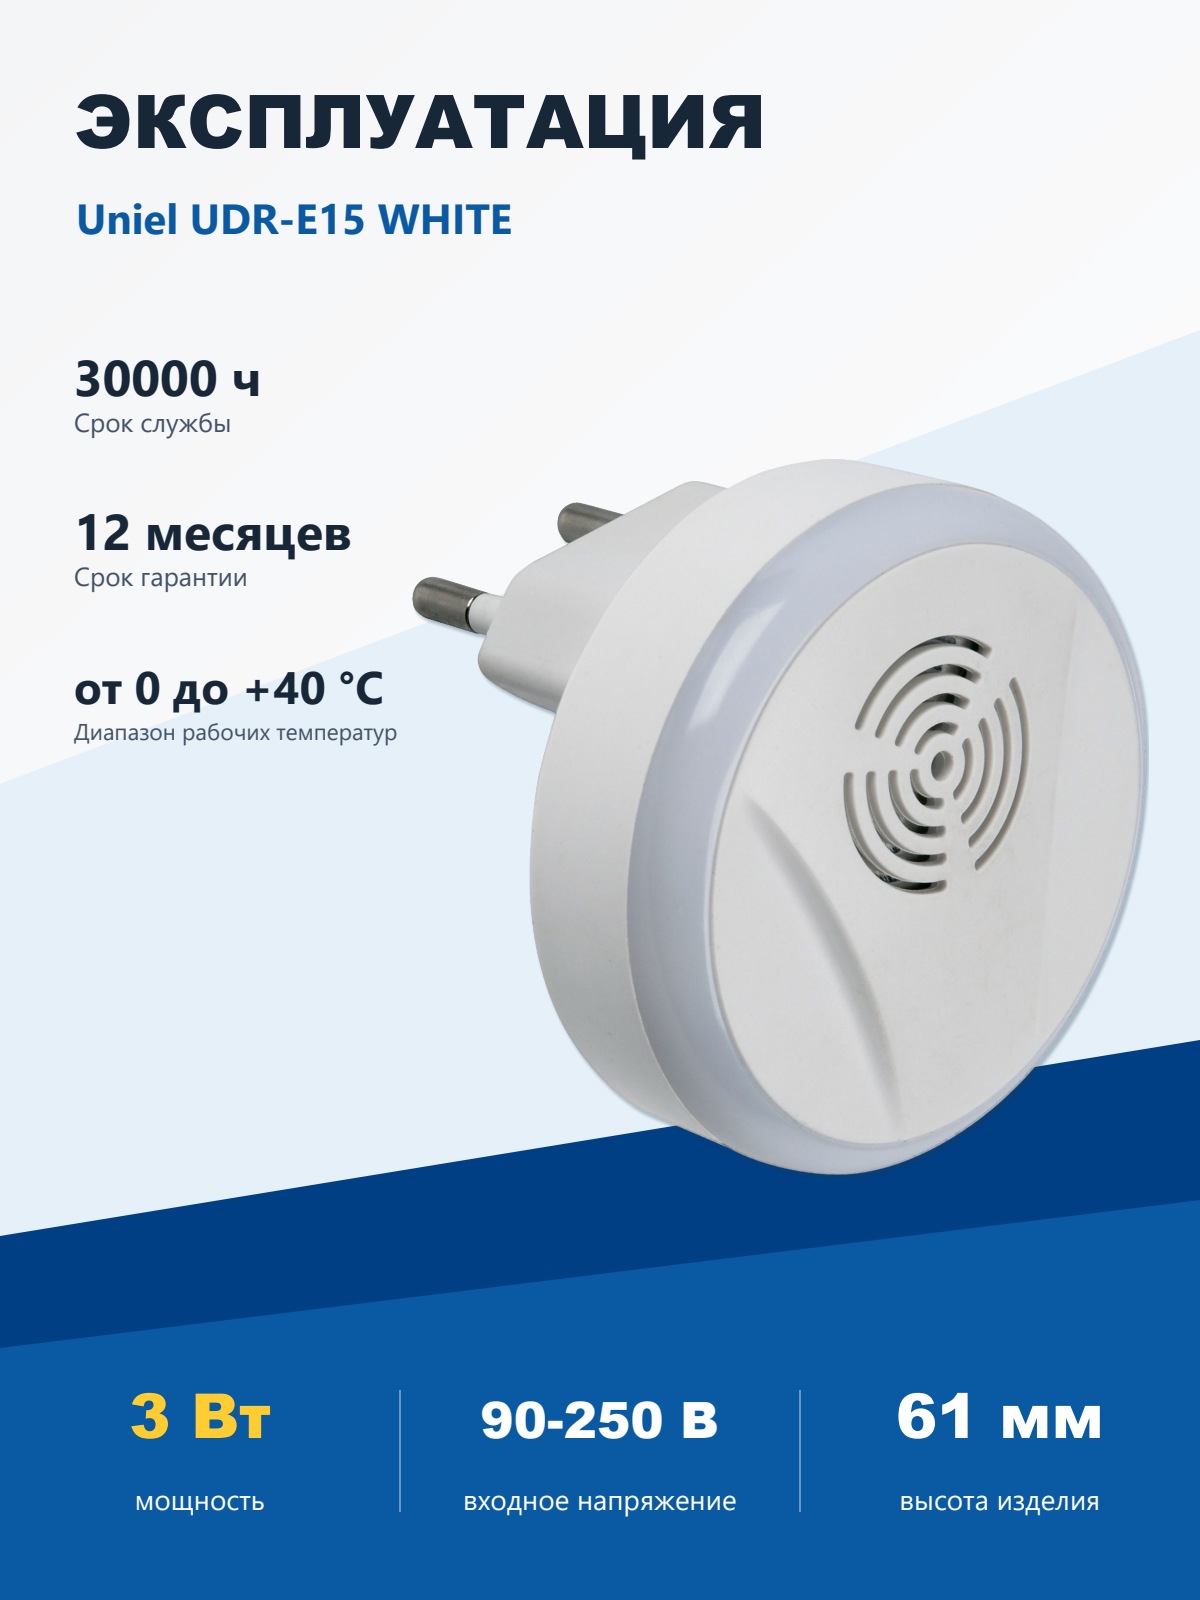 ЭКСПЛУАТАЦИЯ
Uniel UDR-E15 WHITE
30000 ч
Срок службы
12 месяцев
Срок гарантии
от 0 до +40 °C
Диапазон рабочих температур
3 Вт
мощность
90-250 В
входное напряжение
61 мм
высота изделия